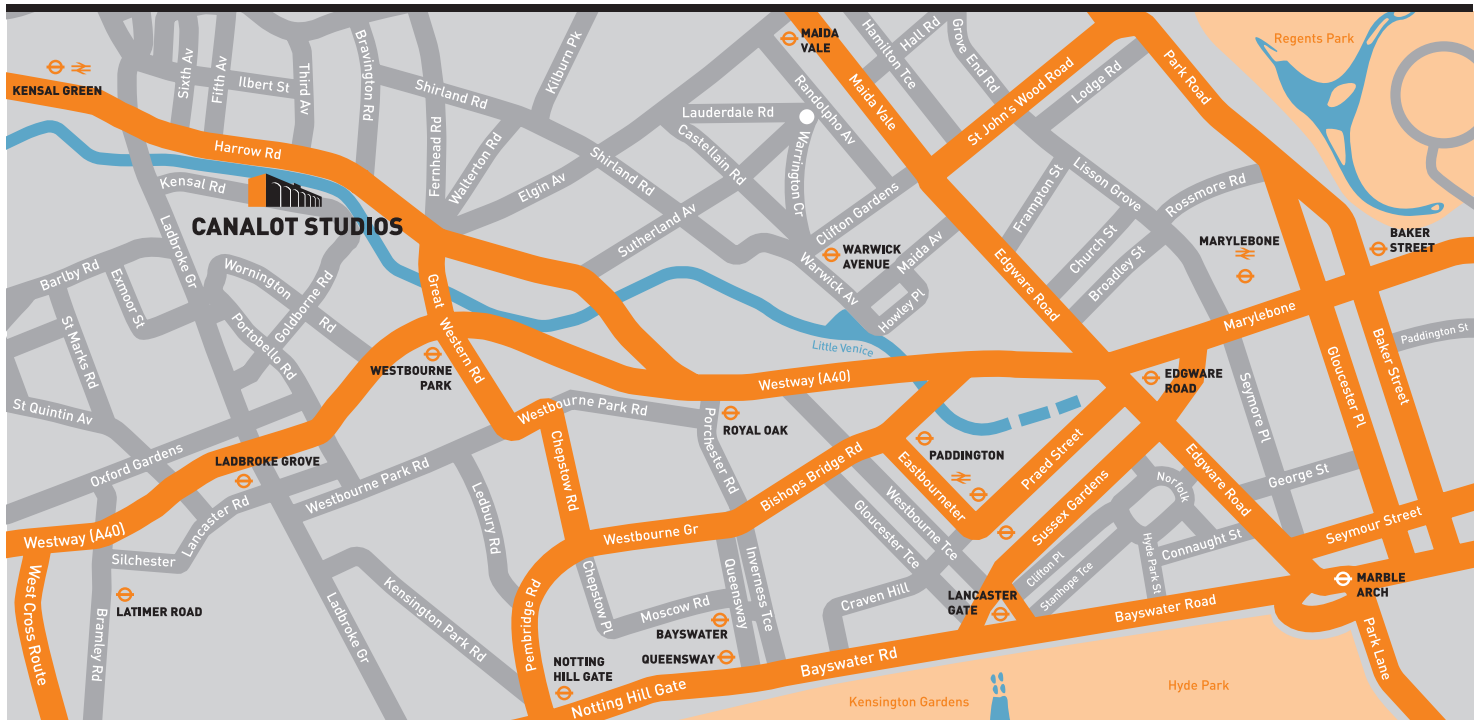 MAIDA
VALE
Hamilton Tce
Hall Rd
Grove End Rd
Regents Park
Park Road
KENSAL GREEN
Sixth Av
Fifth Av
Ilbert St
Third Av
Bravington Rd
Shirland Rd
Kilburn Pk
Maida Vale
Randolpho Av
St John's Wood Road
Lodge Rd
Lauderdale Rd
Castellain Rd
Warrington Cr
Harrow Rd
Fernhead Rd
Walterton Rd
Elgin Av
Shirland Rd
Kensal Rd
CANALOT STUDIOS
Ladbroke Gr
Sutherland Av
Clifton Gardens
WARWICK
AVENUE
Warwick Av
Maida Av
Howley Pl
Frampton St
Lisson Grove
Rossmore Rd
Church St
Broadley St
MARYLEBONE
BAKER
STREET
Barlby Rd
Exmoor St
Wornington
Rd
Goldborne Rd
Portobello Rd
St Marks Rd
Great
Western Rd
Edgware Road
Little Venice
Marylebone
Paddington St
WESTBOURNE
PARK
Westway (A40)
EDGWARE
ROAD
Seymore Pl
Gloucester Pl
Baker Street
St Quintin Av
Oxford Gardens
LADBROKE GROVE
Westbourne Park Rd
Westbourne Park Rd
Porchester Rd
ROYAL OAK
Chepstow Rd
Ledbury Rd
Bishops Bridge Rd
PADDINGTON
Eastbourneter
Praed Street
Sussex Gardens
Edgware Road
Norfolk
George St
Seymour Street
Westway (A40)
Lancaster Rd
Silchester
Westbourne Gr
Gloucester Tce
Westbourne Tce
Clifton Pl
Stanhope Tce
Hyde Park St
Connaught St
MARBLE
ARCH
West Cross Route
LATIMER ROAD
Bramley Rd
Ladbroke Gr
Kensington Park Rd
Pembridge Rd
Chepstow Pl
Moscow Rd
Queensway
Inverness Tce
Craven Hill
LANCASTER
GATE
BAYSWATER
QUEENSWAY
Bayswater Road
Bayswater Rd
Park Lane
NOTTING
HILL GATE
Notting Hill Gate
Kensington Gardens
Hyde Park